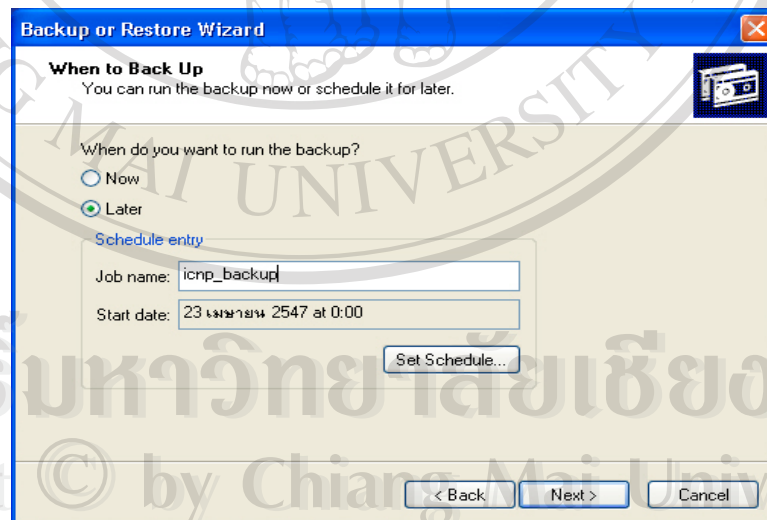 Backup or Restore Wizard
When to Back Up
You can run the backup now or schedule it for later.
When do you want to run the backup?
Now
Later
Schedule entry
Job name: icnp_backup
Start date: 23 เมษายน 2547 at 0:00
Set Schedule...
< Back Next > Cancel
MAI UNIVERSITY
มหาวิทยาลัยเชียง
© by Chiang Mai Univ